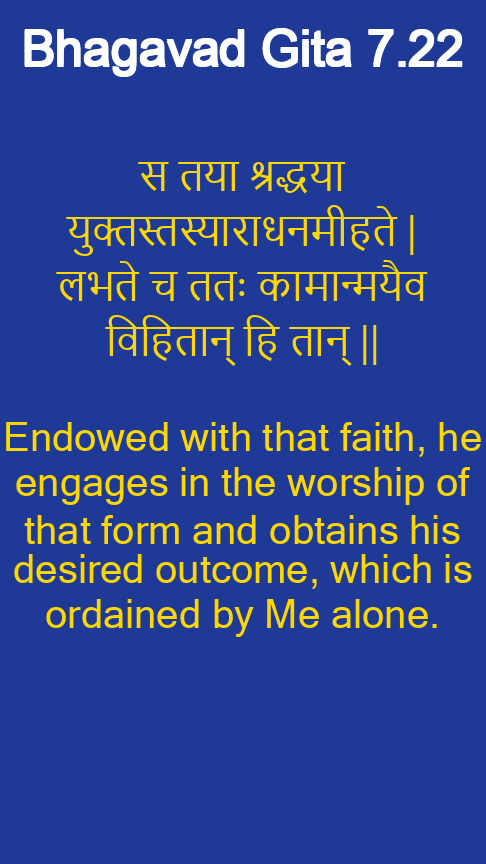 Bhagavad Gita 7.22
स तया श्रद्धया
युक्तस्तस्याराधनमीहते |
लभते च ततः कामान्मयैव
विहितान् हि तान् ||
Endowed with that faith, he
engages in the worship of
that form and obtains his
desired outcome, which is
ordained by Me alone.